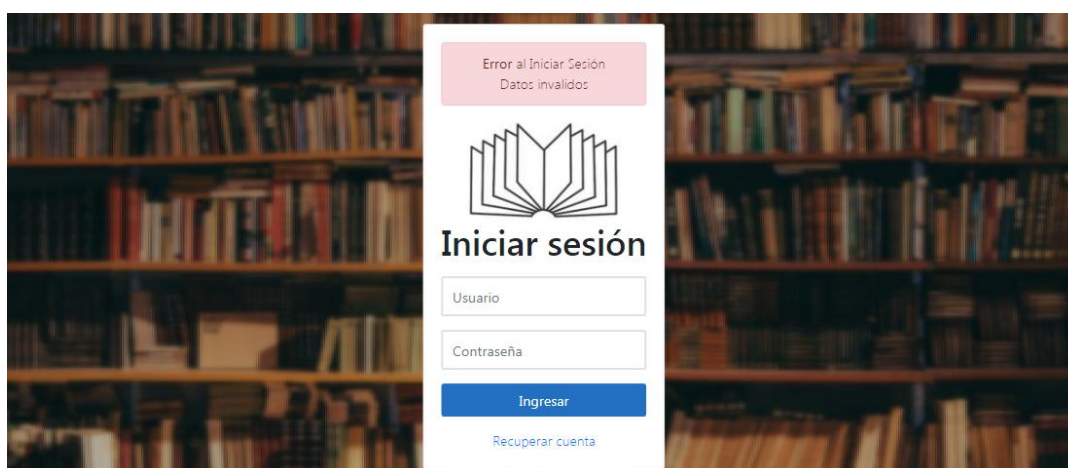 Error al Iniciar Sesión
Datos invalidos
Iniciar sesión
Usuario
Contraseña
Ingresar
Recuperar cuenta